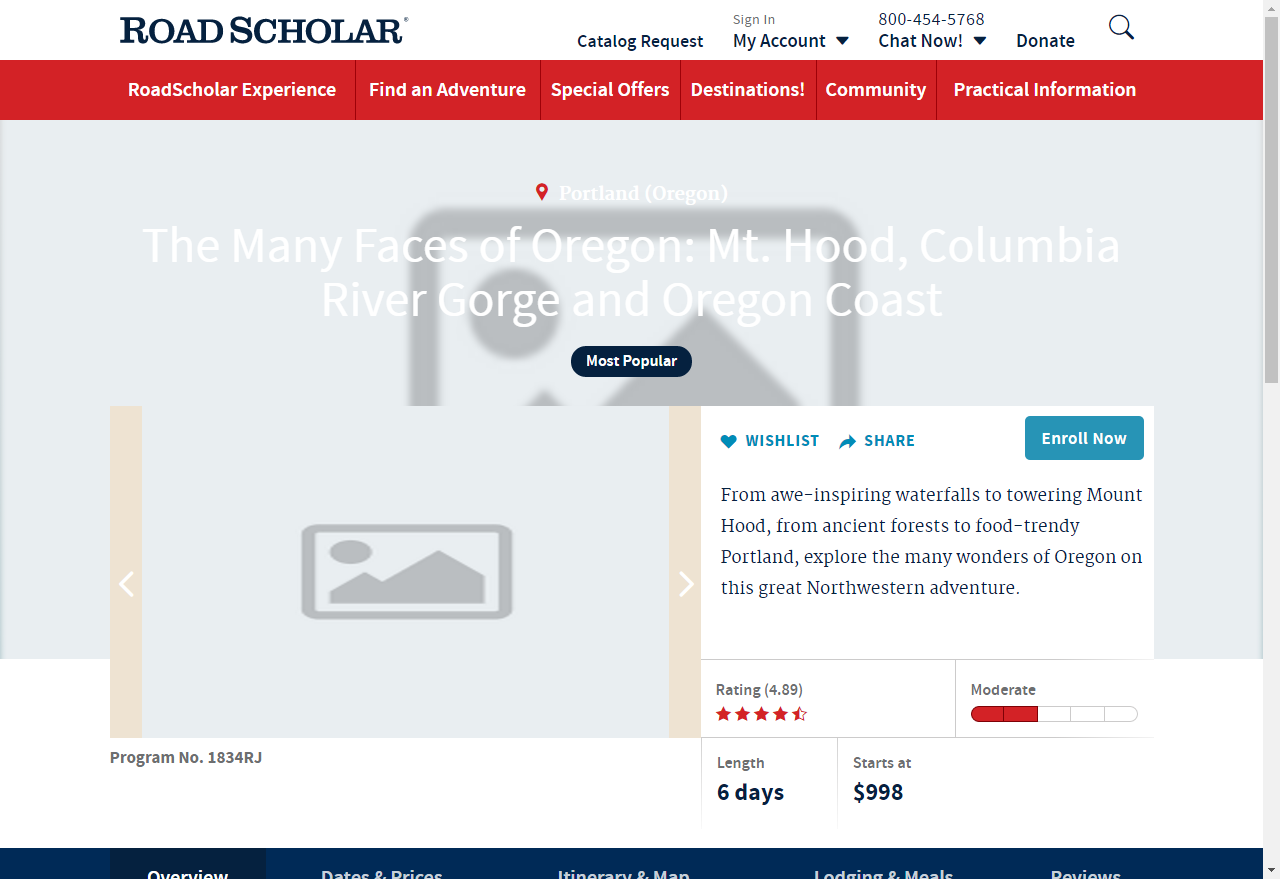 ROAD SCHOLAR®
Sign In
800-454-5768
Catalog Request
My Account
Chat Now!
Donate
RoadScholar Experience
Find an Adventure
Special Offers
Destinations!
Community
Practical Information
Portland (Oregon)
The Many Faces of Oregon: Mt. Hood, Columbia
River Gorge and Oregon Coast
Most Popular
WISHLIST
SHARE
Enroll Now
From awe-inspiring waterfalls to towering Mount
Hood, from ancient forests to food-trendy
Portland, explore the many wonders of Oregon on
this great Northwestern adventure.
Rating (4.89)
Moderate
Program No. 1834RJ
Length
Starts at
6 days
$998
Overview
Dates & Prices
Itinerary & Map
Lodging & Meals
Reviews